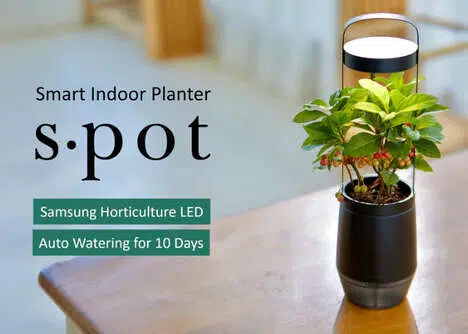 Smart Indoor Planter
s·pot
Samsung Horticulture LED
Auto Watering for 10 Days